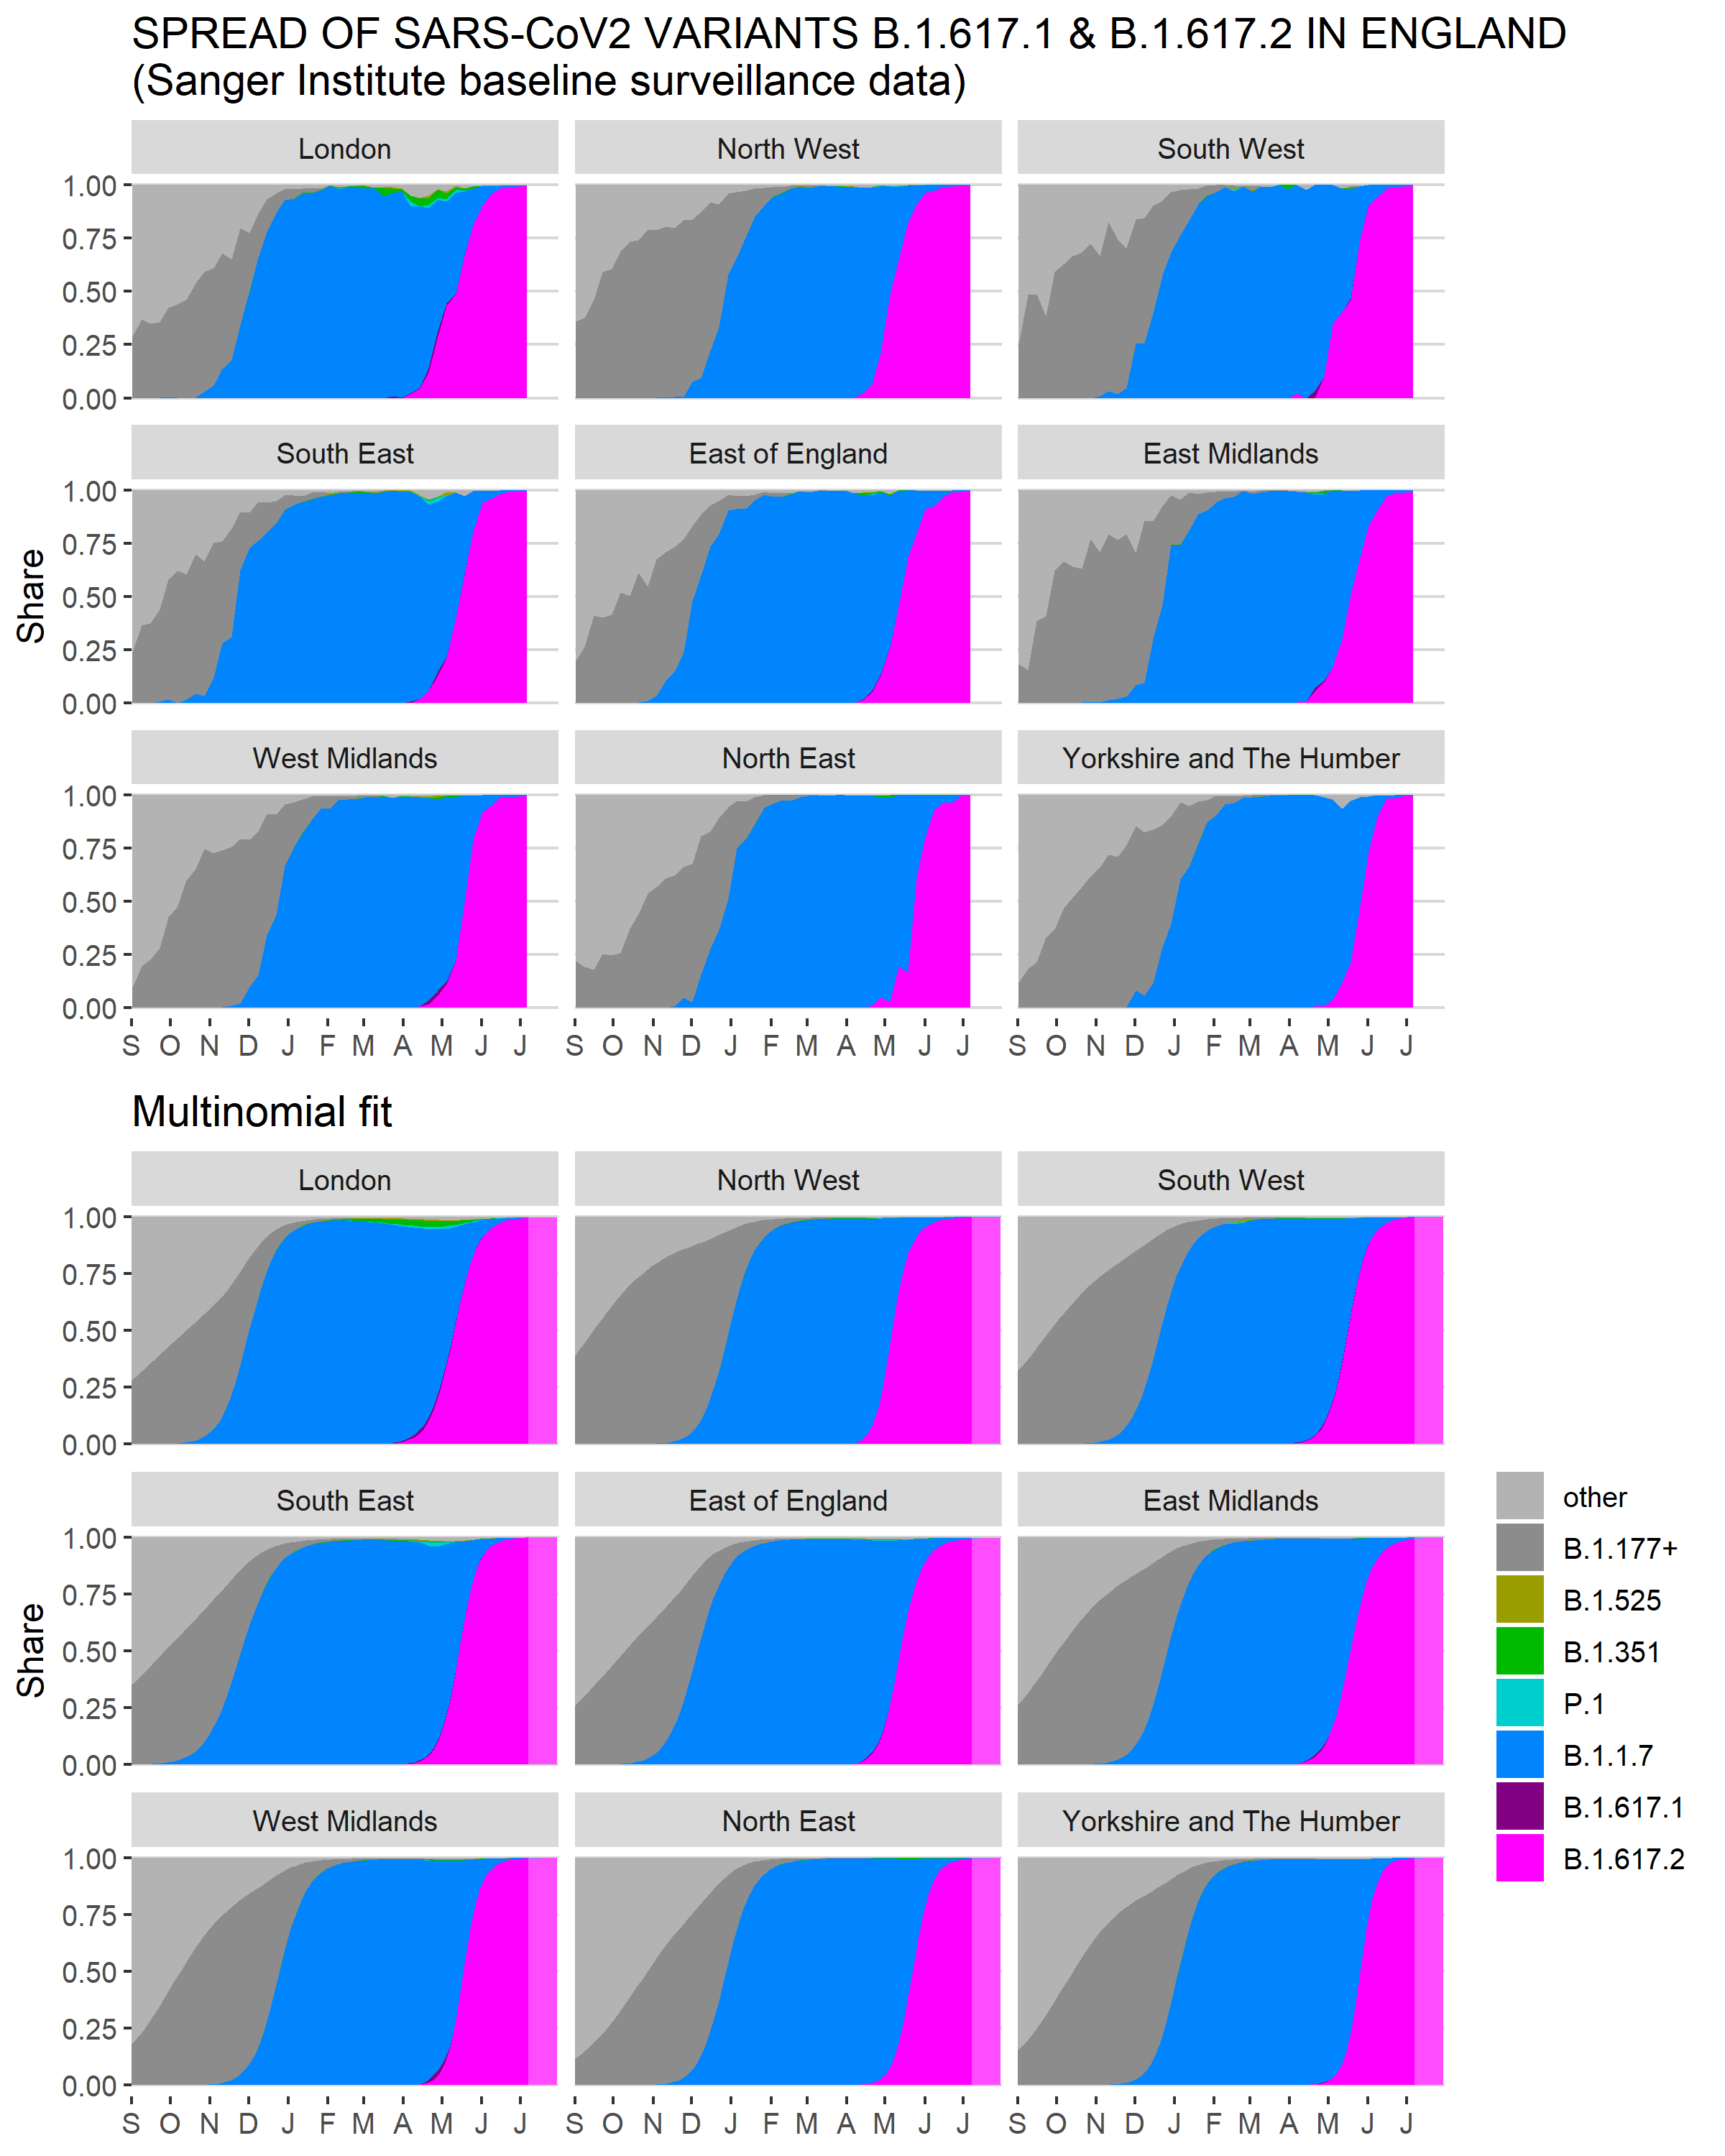 SPREAD OF SARS-CoV2 VARIANTS B.1.617.1 & B.1.617.2 IN ENGLAND
(Sanger Institute baseline surveillance data)
London North West South West
1.00
0.75
0.50
0.25
0.00
South East East of England East Midlands
Share
1.00
0.75
0.50
0.25
0.00
West Midlands North East Yorkshire and The Humber
1.00
0.75
0.50
0.25
0.00
S O N D J F M A M J J S O N D J F M A M J J S O N D J F M A M J J
Multinomial fit
London North West South West
1.00
0.75
0.50
0.25
0.00
South East East of England East Midlands
Share
1.00
0.75
0.50
0.25
0.00
West Midlands North East Yorkshire and The Humber
1.00
0.75
0.50
0.25
0.00
S O N D J F M A M J J S O N D J F M A M J J S O N D J F M A M J J
other
B.1.177+
B.1.525
B.1.351
P.1
B.1.1.7
B.1.617.1
B.1.617.2